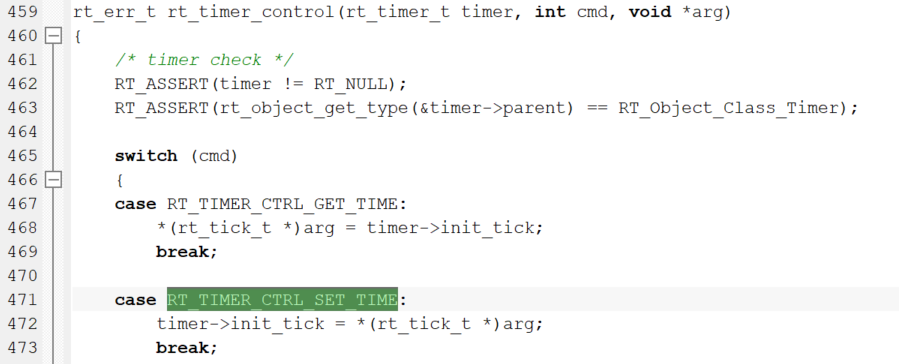 459 rt_err_t rt_timer_control(rt_timer_t timer, int cmd, void *arg)
460 {
461     /* timer check */
462     RT_ASSERT(timer != RT_NULL);
463     RT_ASSERT(rt_object_get_type(&timer->parent) == RT_Object_Class_Timer);
464
465     switch (cmd)
466     {
467     case RT_TIMER_CTRL_GET_TIME:
468         *(rt_tick_t *)arg = timer->init_tick;
469         break;
470
471     case RT_TIMER_CTRL_SET_TIME:
472         timer->init_tick = *(rt_tick_t *)arg;
473         break;